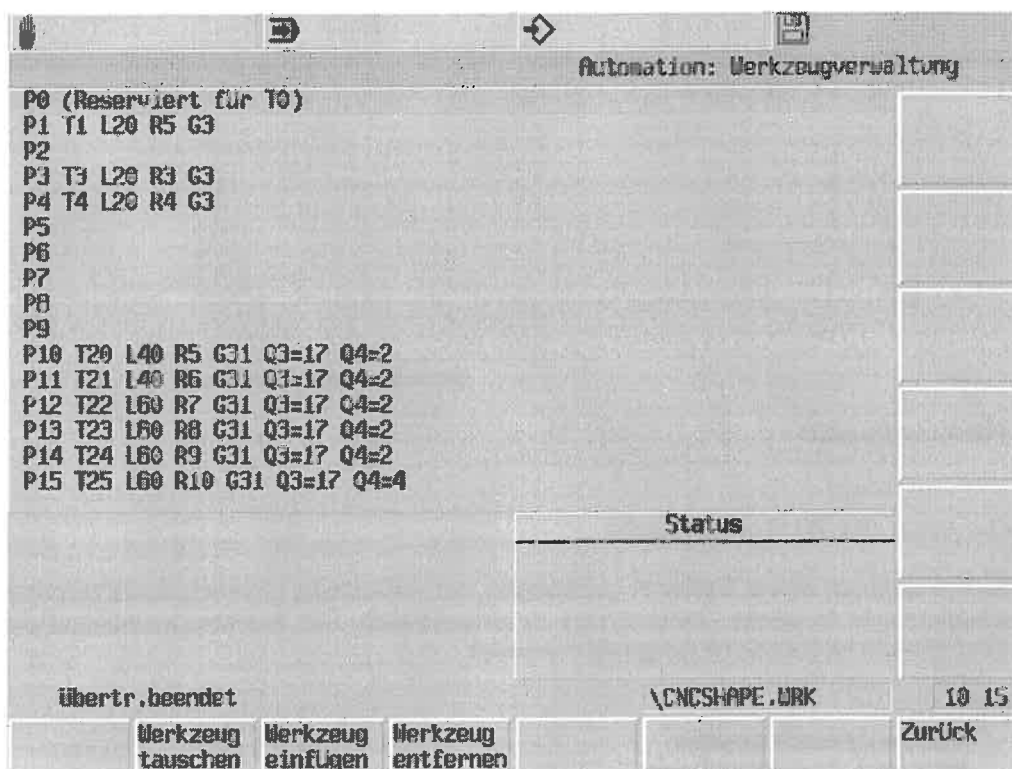 Automation: Werkzeugverwaltung
P0 (Reserviert für T0)
P1 T1 L20 R5 G3
P2
P3 T3 L20 R3 G3
P4 T4 L20 R4 G3
P5
P6
P7
P8
P9
P10 T20 L40 R5 G31 Q3=17 Q4=2
P11 T21 L40 R6 G31 Q3=17 Q4=2
P12 T22 L60 R7 G31 Q3=17 Q4=2
P13 T23 L60 R8 G31 Q3=17 Q4=2
P14 T24 L60 R9 G31 Q3=17 Q4=2
P15 T25 L60 R10 G31 Q3=17 Q4=4
Status
übertr.beendet \CNCSHAPE.WRK 10 15
Werkzeug tauschen
Werkzeug einfügen
Werkzeug entfernen
Zurück